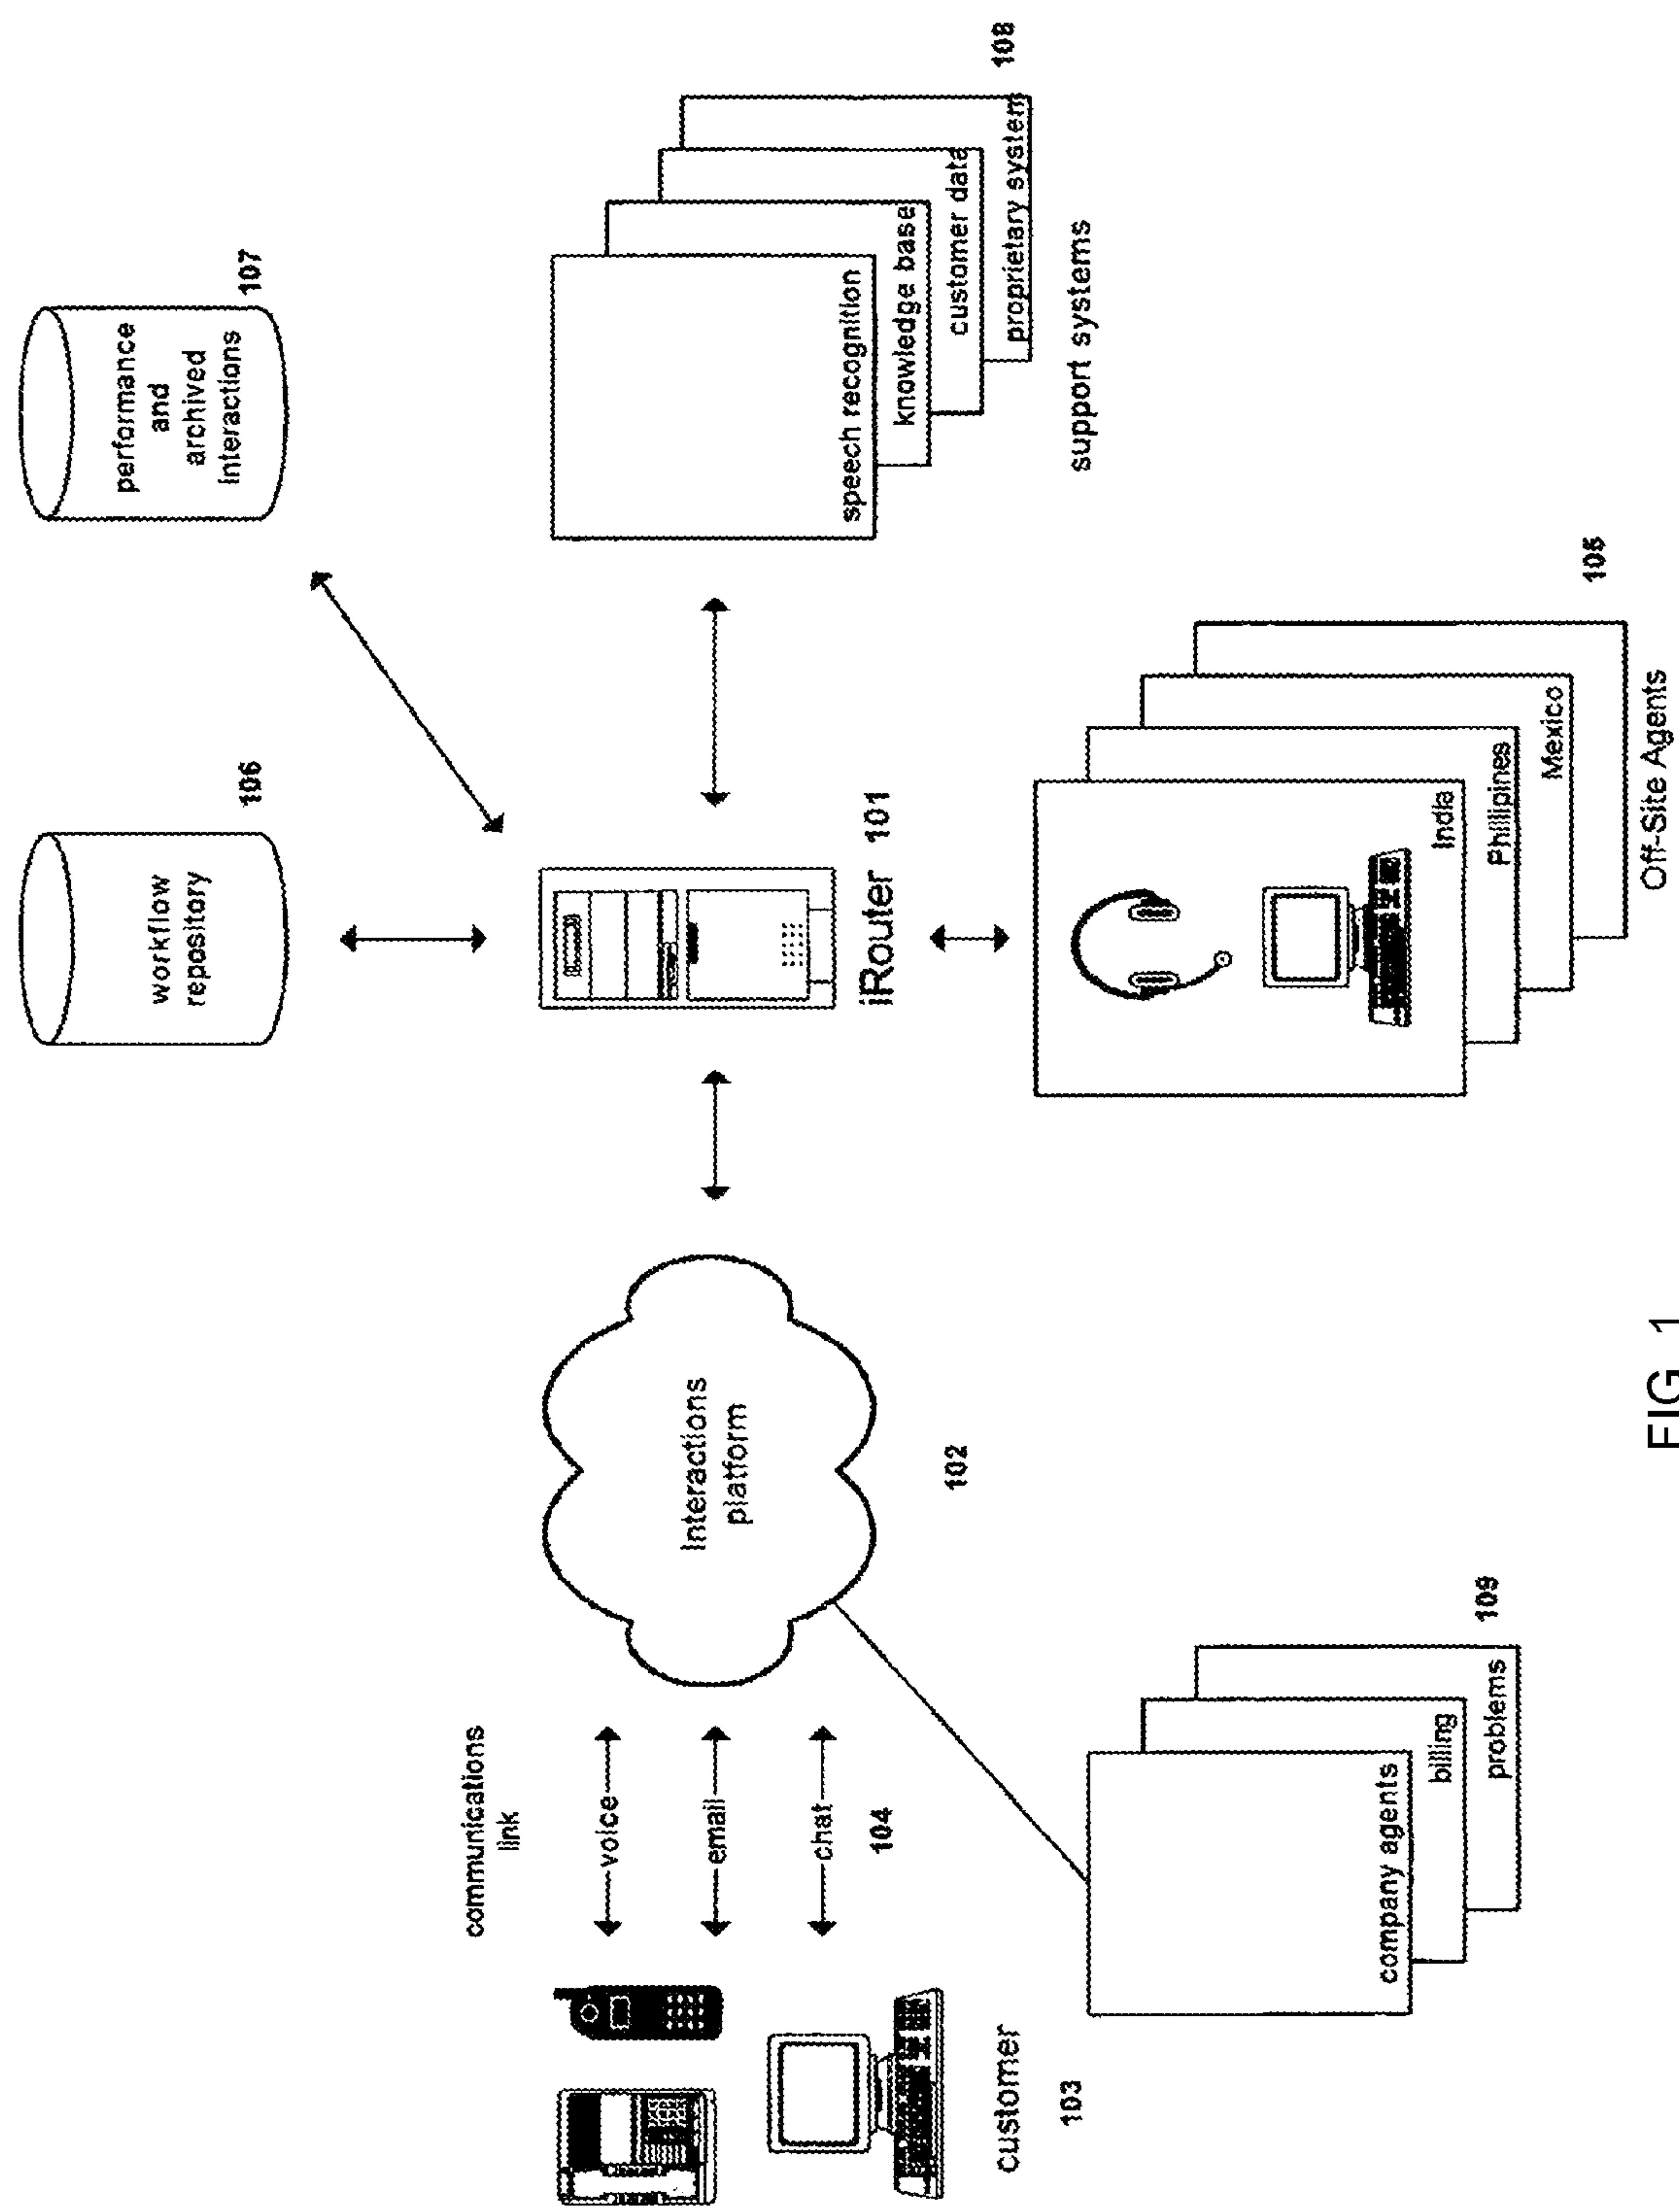 workflow
repository
106
performance
and
archived
interactions
107
communications
link
voice
email
chat
104
customer
103
Interactions
platform
102
iRouter 101
speech recognition
knowledge base
customer data
proprietary system
108
support systems
company agents
billing
problems
109
India
Phillipines
Mexico
105
Off-Site Agents
FIG. 1